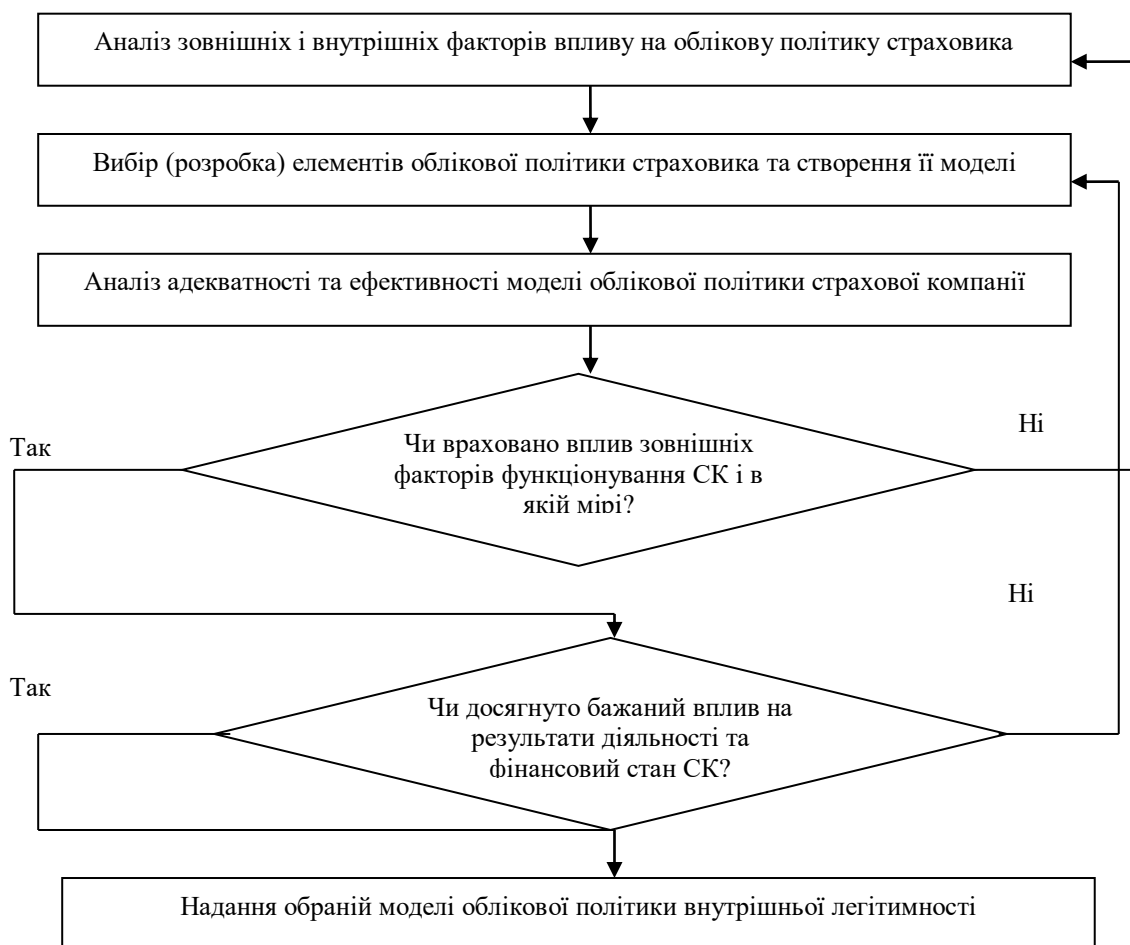 Аналіз зовнішніх і внутрішніх факторів впливу на облікову політику страховика
Вибір (розробка) елементів облікової політики страховика та створення її моделі
Аналіз адекватності та ефективності моделі облікової політики страхової компанії
Так
Ні
Чи враховано вплив зовнішніх
факторів функціонування СК і в
якій мірі?
Ні
Так
Чи досягнуто бажаний вплив на
результати діяльності та
фінансовий стан СК?
Надання обраній моделі облікової політики внутрішньої легітимності